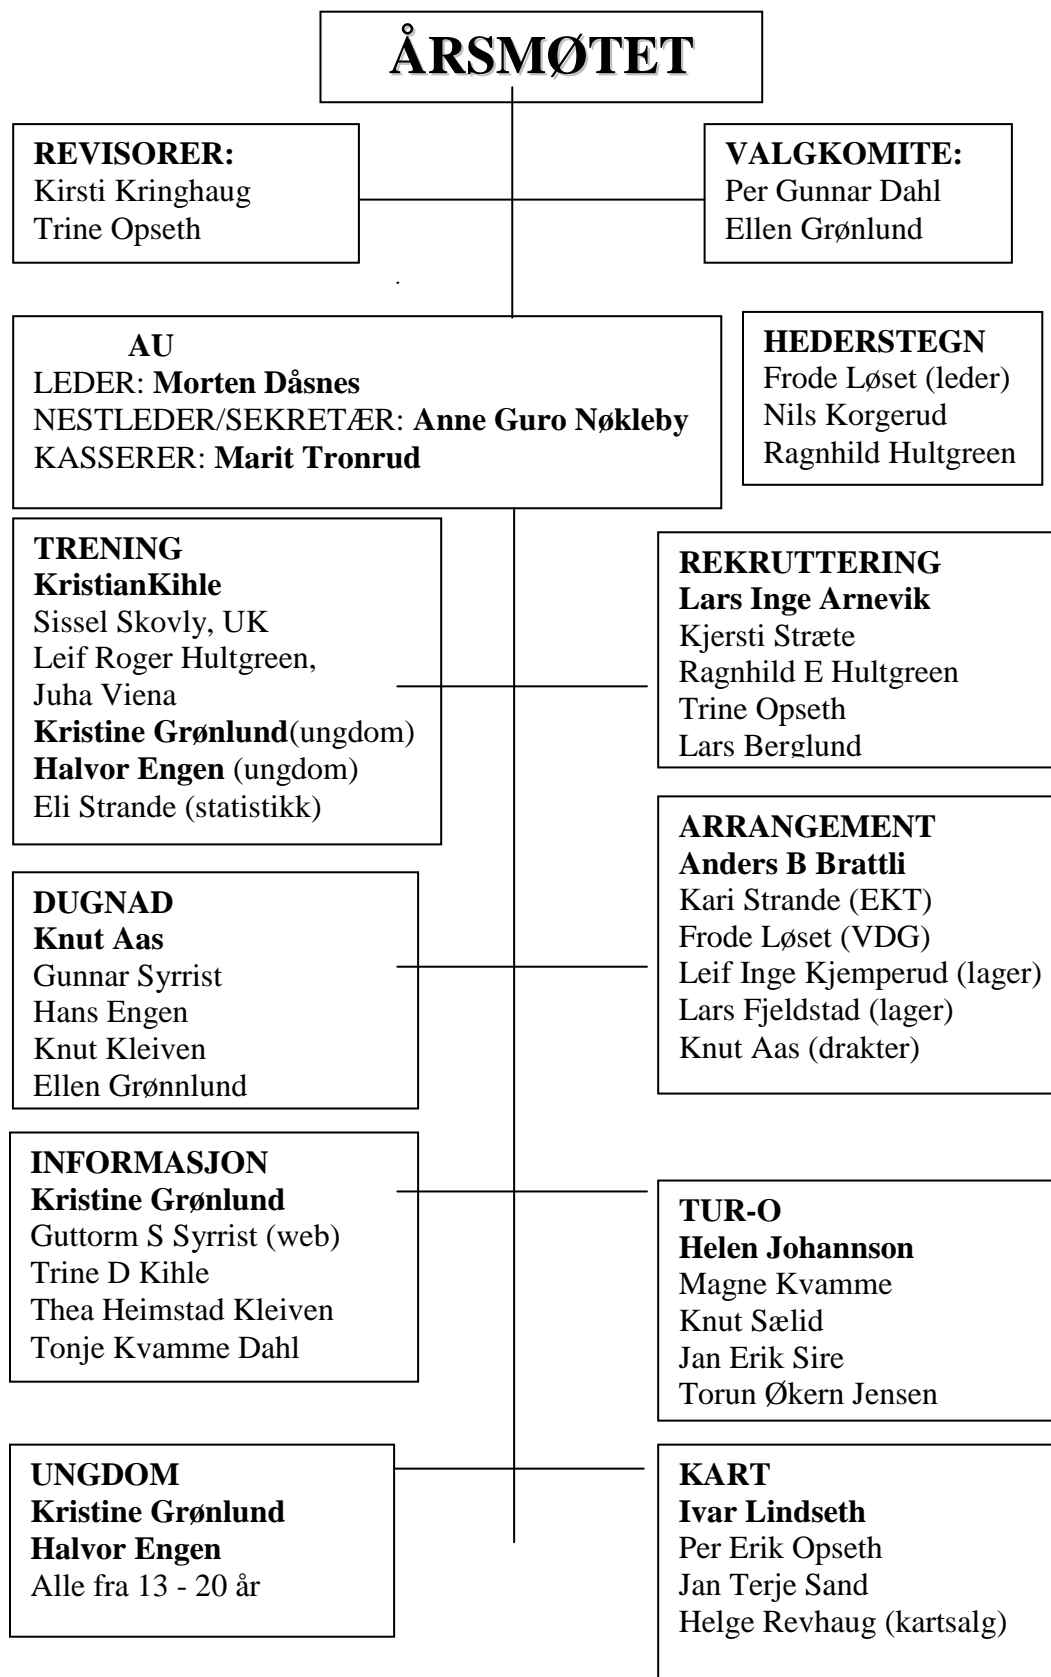 ÅRSMØTET
REVISORER:
Kirsti Kringhaug
Trine Opseth
VALGKOMITE:
Per Gunnar Dahl
Ellen Grønlund
AU
LEDER: Morten Dåsnes
NESTLEDER/SEKRETÆR: Anne Guro Nøkleby
KASSERER: Marit Tronrud
HEDERSTEGN
Frode Løset (leder)
Nils Korgerud
Ragnhild Hultgreen
TRENING
KristianKihle
Sissel Skovly, UK
Leif Roger Hultgreen,
Juha Viena
Kristine Grønlund(ungdom)
Halvor Engen (ungdom)
Eli Strande (statistikk)
REKRUTTERING
Lars Inge Arnevik
Kjersti Stræte
Ragnhild E Hultgreen
Trine Opseth
Lars Berglund
ARRANGEMENT
Anders B Brattli
Kari Strande (EKT)
Frode Løset (VDG)
Leif Inge Kjemperud (lager)
Lars Fjeldstad (lager)
Knut Aas (drakter)
DUGNAD
Knut Aas
Gunnar Syrrist
Hans Engen
Knut Kleiven
Ellen Grønnlund
INFORMASJON
Kristine Grønlund
Guttorm S Syrrist (web)
Trine D Kihle
Thea Heimstad Kleiven
Tonje Kvamme Dahl
TUR-O
Helen Johannson
Magne Kvamme
Knut Sælid
Jan Erik Sire
Torun Økern Jensen
UNGDOM
Kristine Grønlund
Halvor Engen
Alle fra 13 - 20 år
KART
Ivar Lindseth
Per Erik Opseth
Jan Terje Sand
Helge Revhaug (kartsalg)